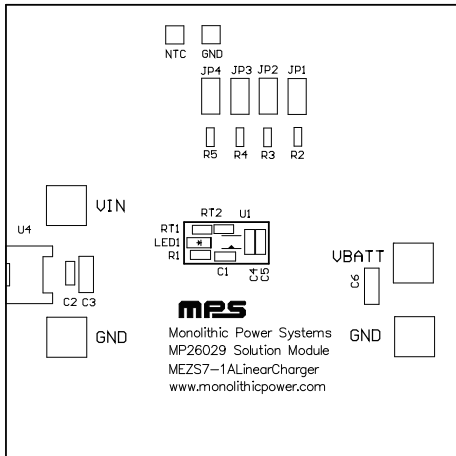 NTC GND
JP4 JP3 JP2 JP1
R5 R4 R3 R2
VIN
U4
RT2 U1
RT1
LED1
R1
C1 C4 C5
VBATT
C6
C2 C3
GND
GND
MPS
Monolithic Power Systems
MP26029 Solution Module
MEZS7-1ALinearCharger
www.monolithicpower.com